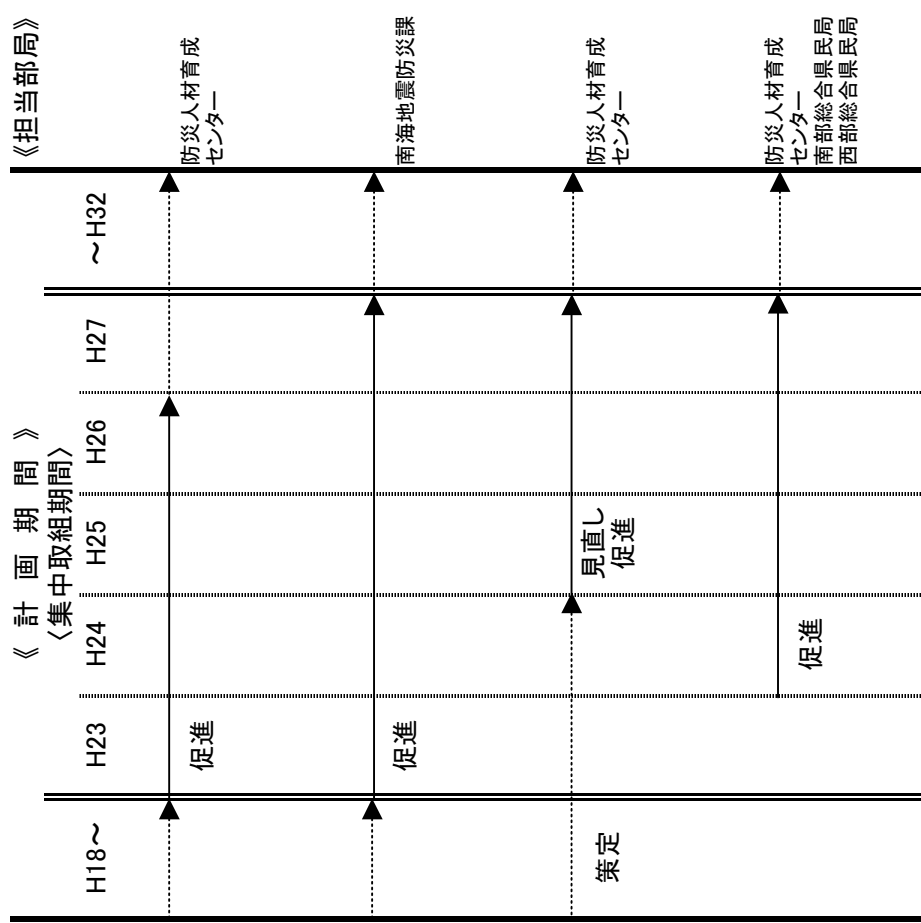 《 計 画 期 間 》
〈集中取組期間〉
《担当部局》
H18～
H23
H24
H25
H26
H27
～H32
促進
防災人材育成
センター
促進
南海地震防災課
策定
見直し
促進
防災人材育成
センター
促進
防災人材育成
センター
南部総合県民局
西部総合県民局